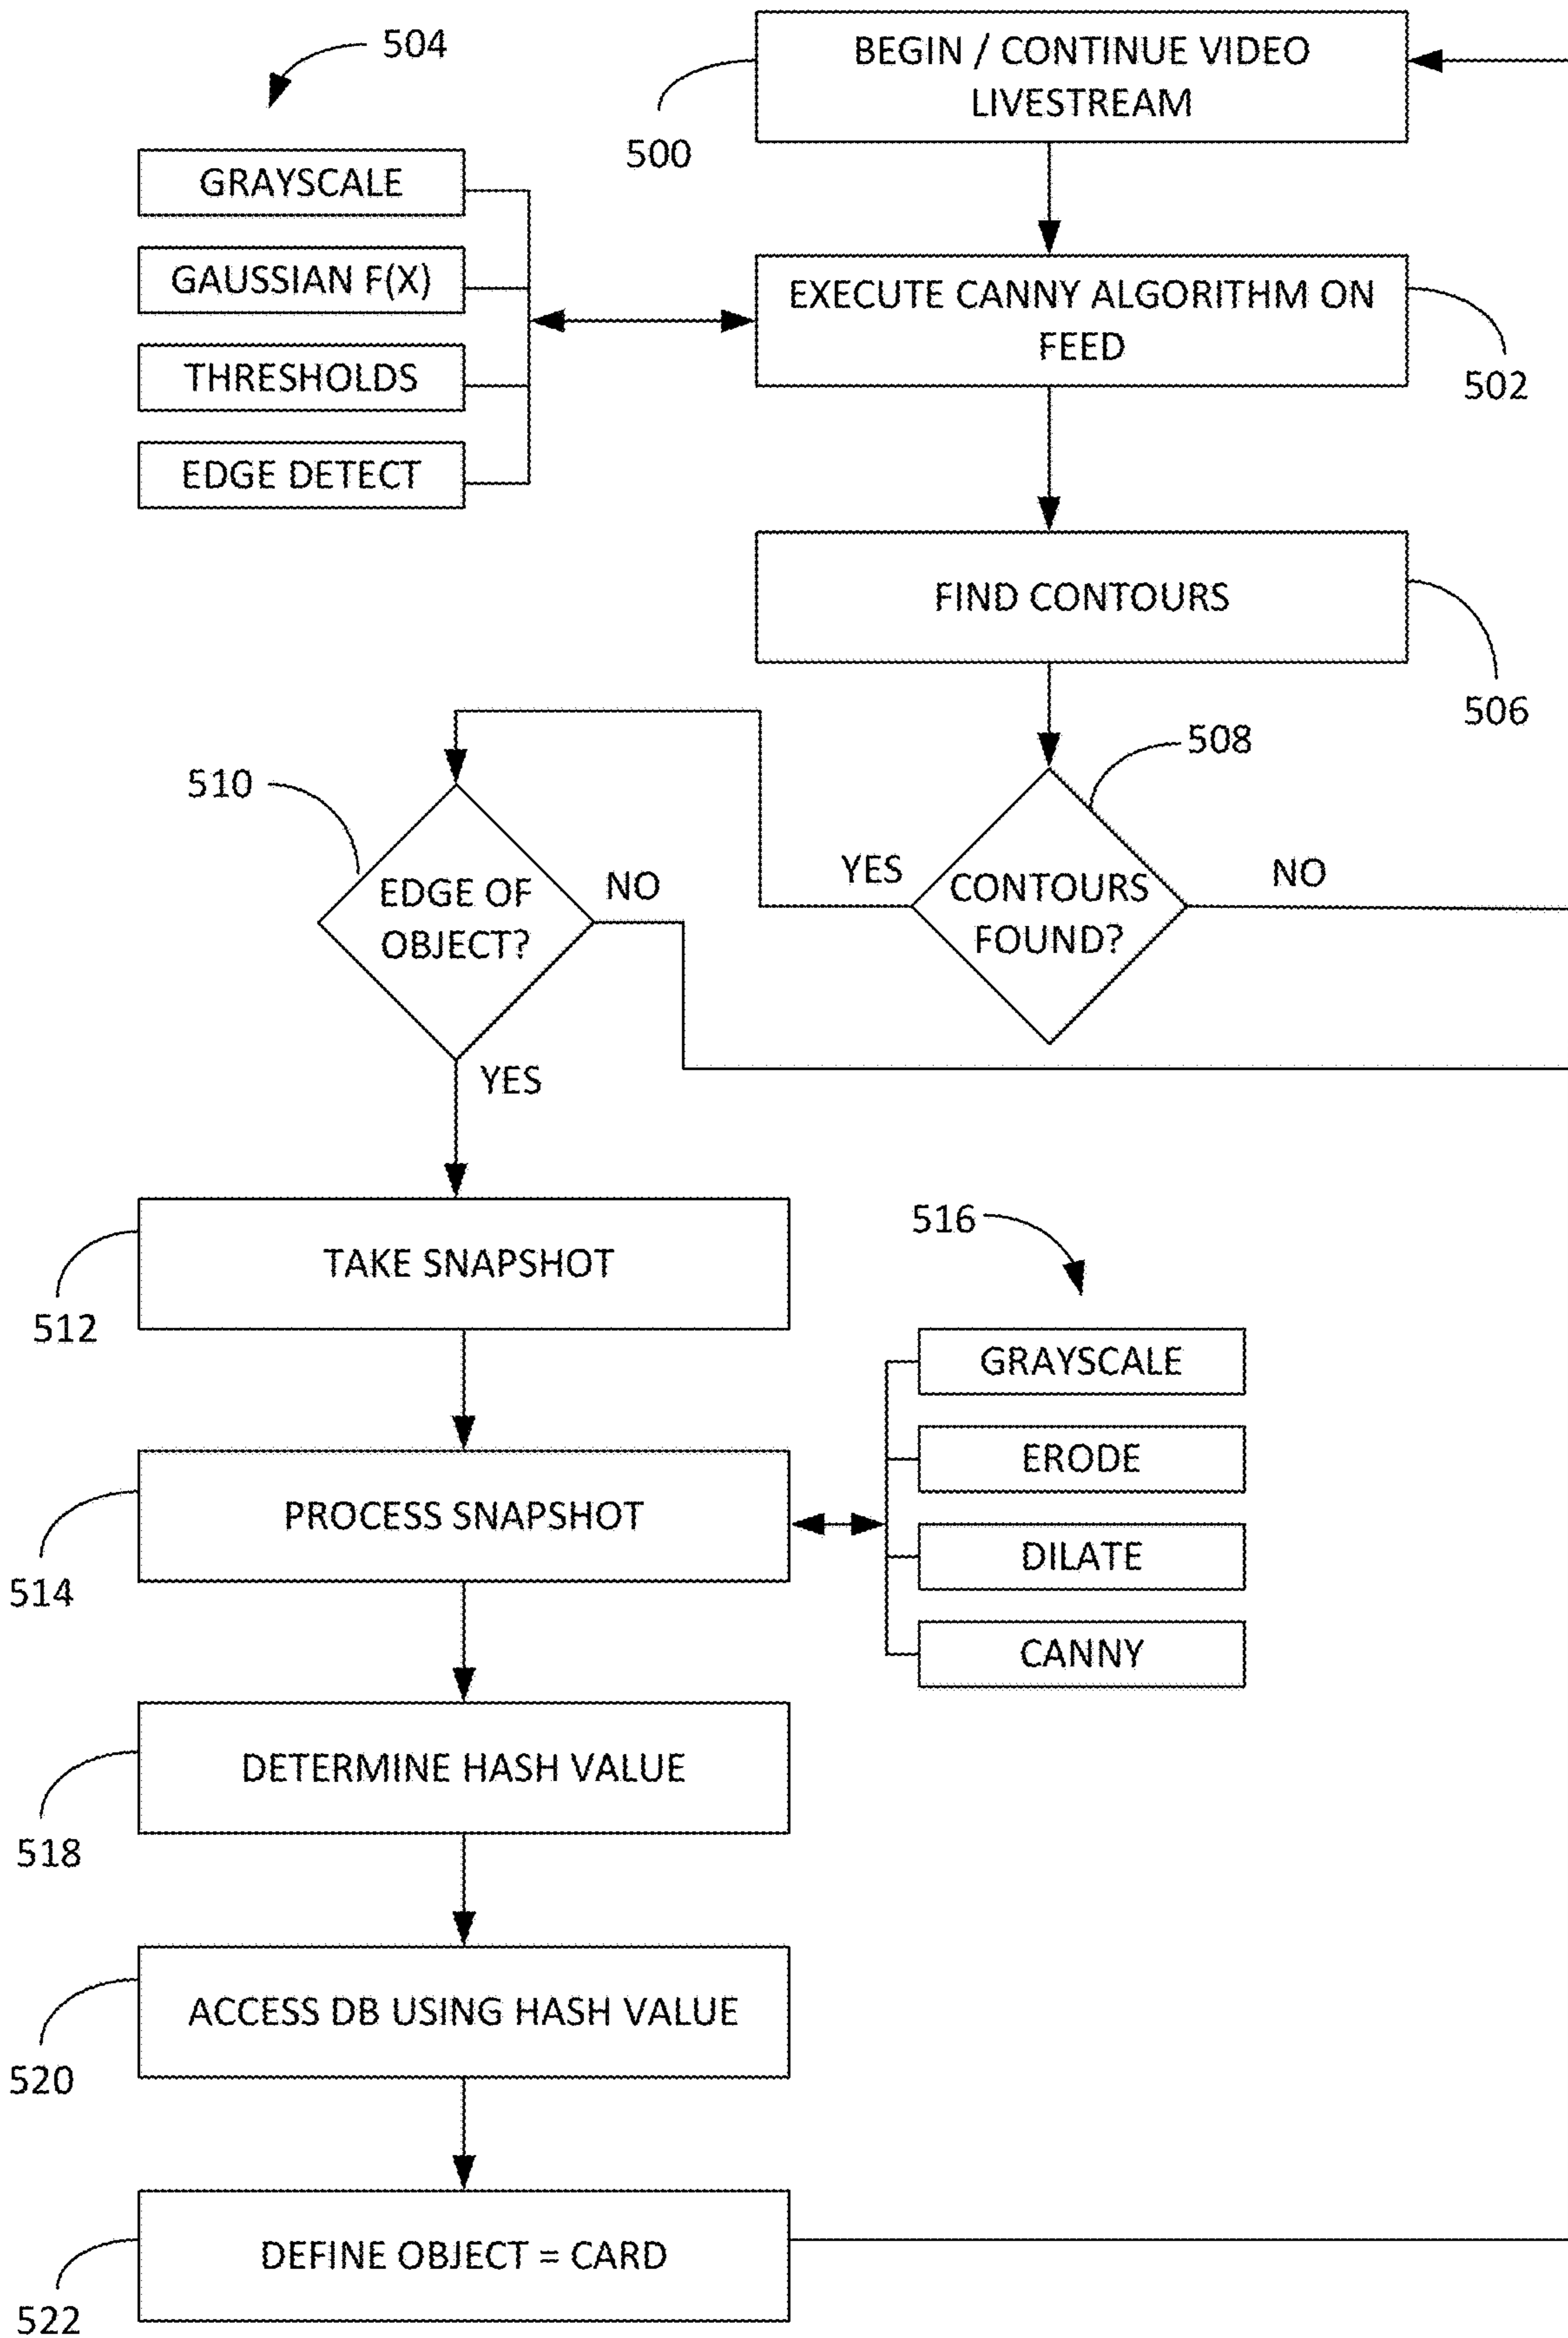 504
BEGIN / CONTINUE VIDEO
LIVESTREAM
500
GRAYSCALE
GAUSSIAN F(X)
THRESHOLDS
EDGE DETECT
EXECUTE CANNY ALGORITHM ON
FEED
502
FIND CONTOURS
506
508
CONTOURS
FOUND?
YES
NO
510
EDGE OF
OBJECT?
NO
YES
TAKE SNAPSHOT
512
516
GRAYSCALE
ERODE
DILATE
CANNY
PROCESS SNAPSHOT
514
DETERMINE HASH VALUE
518
ACCESS DB USING HASH VALUE
520
DEFINE OBJECT = CARD
522